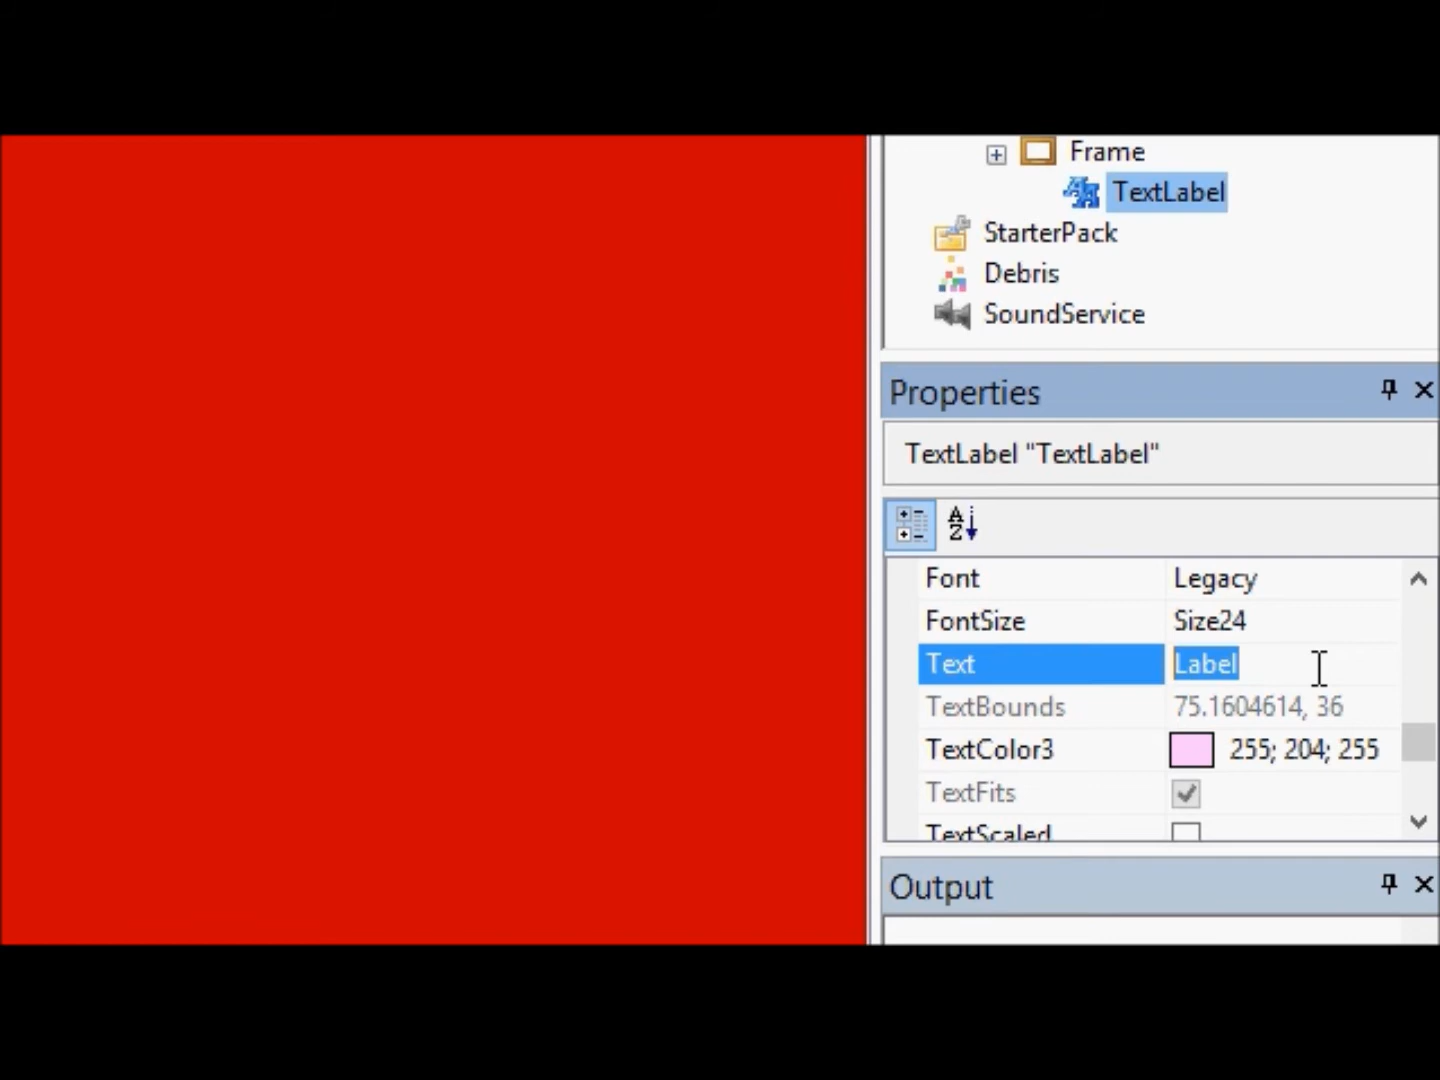 Frame
TextLabel
StarterPack
Debris
SoundService
Properties
TextLabel "TextLabel"
Font Legacy
FontSize Size24
Text Label
TextBounds 75.1604614, 36
TextColor3 255; 204; 255
TextFits
TextScaled
Output